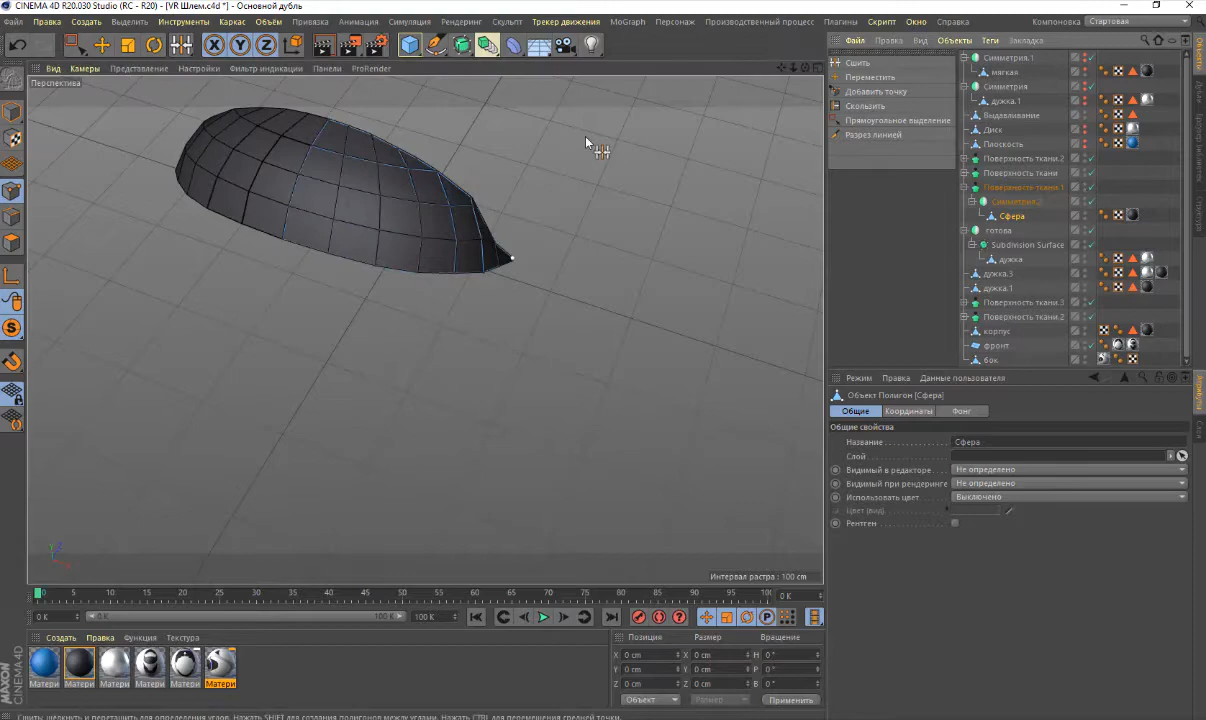 CINEMA 4D R20.030 Studio (RC - R20) - [VR Шлем.c4d *] - Основной дубль
Файл Правка Создать Выделить Инструменты Каркас Объём Привязка Анимация Симуляция Рендеринг Скульпт Трекер движения MoGraph Персонаж Производственный процесс Плагины Скрипт Окно Справка Компоновка Стартовая
X Y Z
Вид Камеры Представление Настройки Фильтр индикации Панели ProRender
Перспектива
Интервал растра : 100 cm
Сшить
Переместить
Добавить точку
Скользить
Прямоугольное выделение
Разрез линией
Файл Правка Вид Объекты Теги Закладка
Симметрия.1
мягкая
Симметрия
дужка.1
Выдавливание
Диск
Плоскость
Поверхность ткани.2
Поверхность ткани
Поверхность ткани.1
Симметрия.2
Сфера
готова
Subdivision Surface
дужка
дужка.3
дужка.1
Поверхность ткани.3
Поверхность ткани.2
корпус
фронт
бок
Объекты
Дубли
Структура
Атрибуты
Слои
Режим Правка Данные пользователя
Объект Полигон [Сфера]
Общие Координаты Фонг
Общие свойства
Название Сфера
Слой
Видимый в редакторе Не определено
Видимый при рендеринге Не определено
Использовать цвет Выключено
Цвет (вид)
Рентген
0 5 10 15 20 25 30 35 40 45 50 55 60 65 70 75 80 85 90 95 100 0 K
0 K 0 K 100 K 100 K
Создать Правка Функция Текстура
Матери Матери Матери Матери Матери Матери
Позиция Размер Вращение
X 0 cm X 0 cm H 0 °
Y 0 cm Y 0 cm P 0 °
Z 0 cm Z 0 cm B 0 °
Объект Размер Применить
MAXON CINEMA 4D